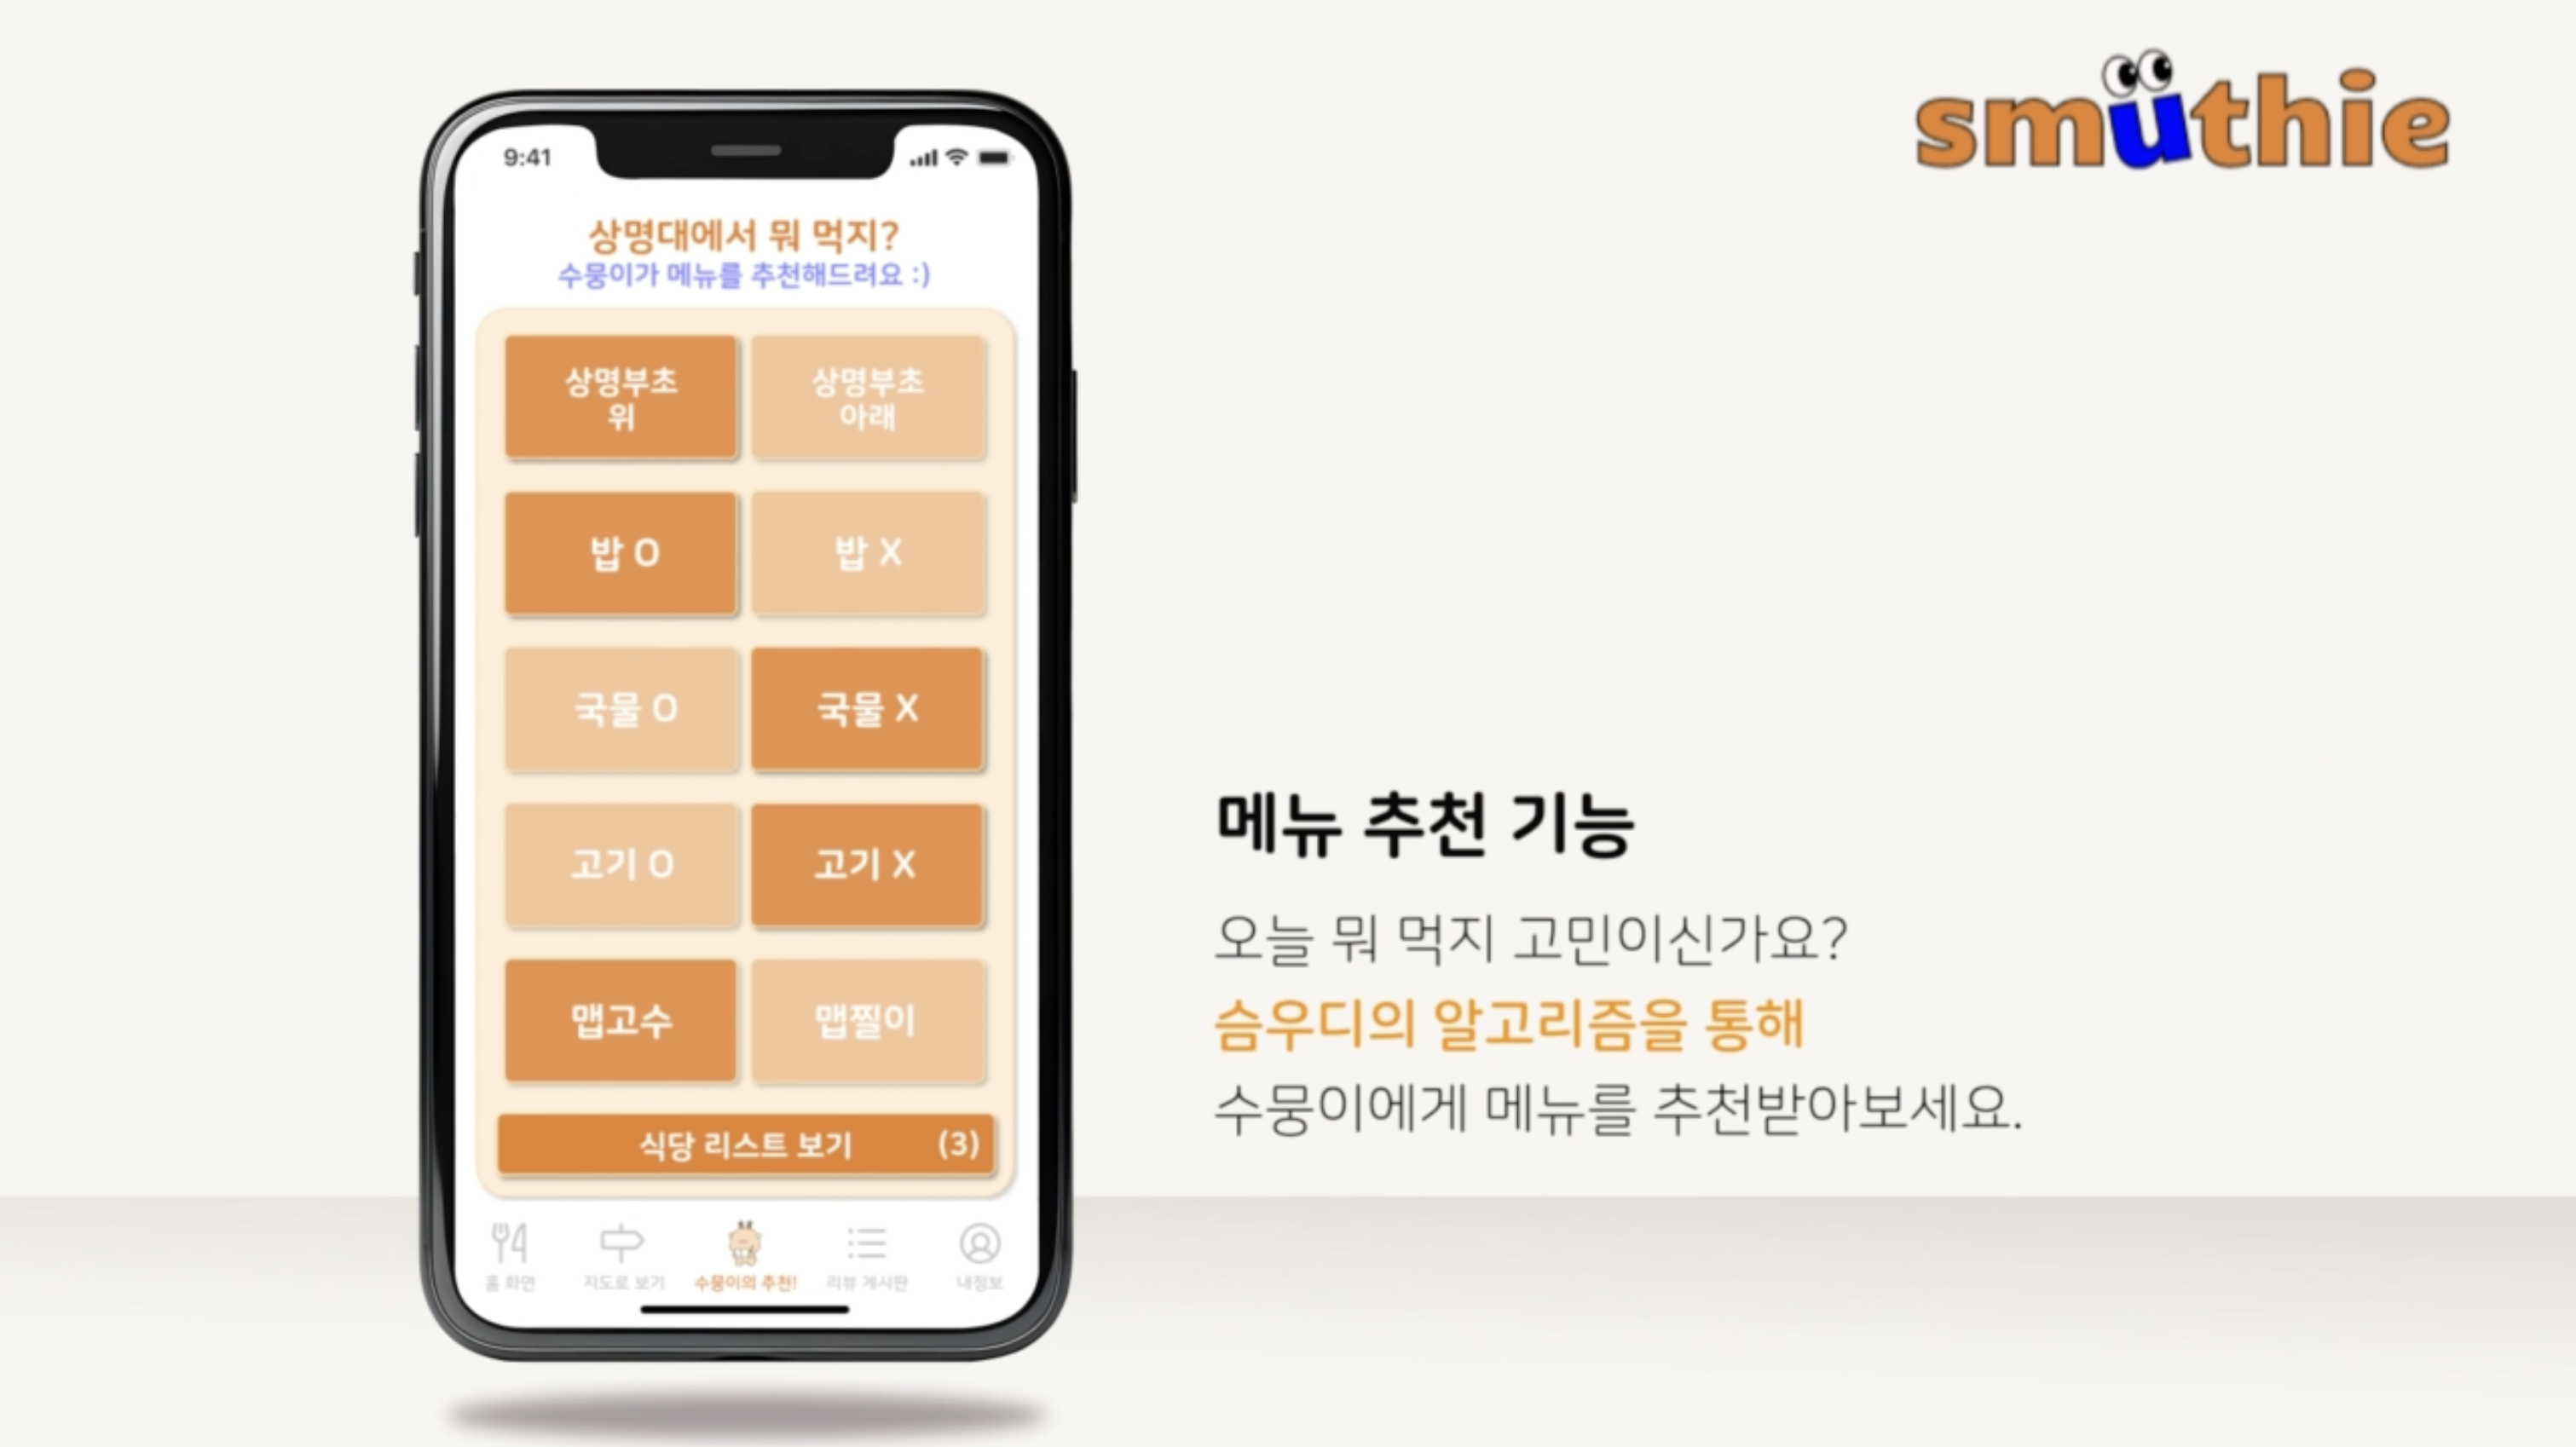 smuthie
9:41
상명대에서 뭐 먹지?
수뭉이가 메뉴를 추천해드려요 :)
상명부초
위
상명부초
아래
밥 O
밥 X
국물 O
국물 X
고기 O
고기 X
맵고수
맵찔이
식당 리스트 보기 (3)
홈 화면
지도로 보기
수뭉이의 추천!
리뷰 게시판
내정보
메뉴 추천 기능
오늘 뭐 먹지 고민이신가요?
슴우디의 알고리즘을 통해
수뭉이에게 메뉴를 추천받아보세요.